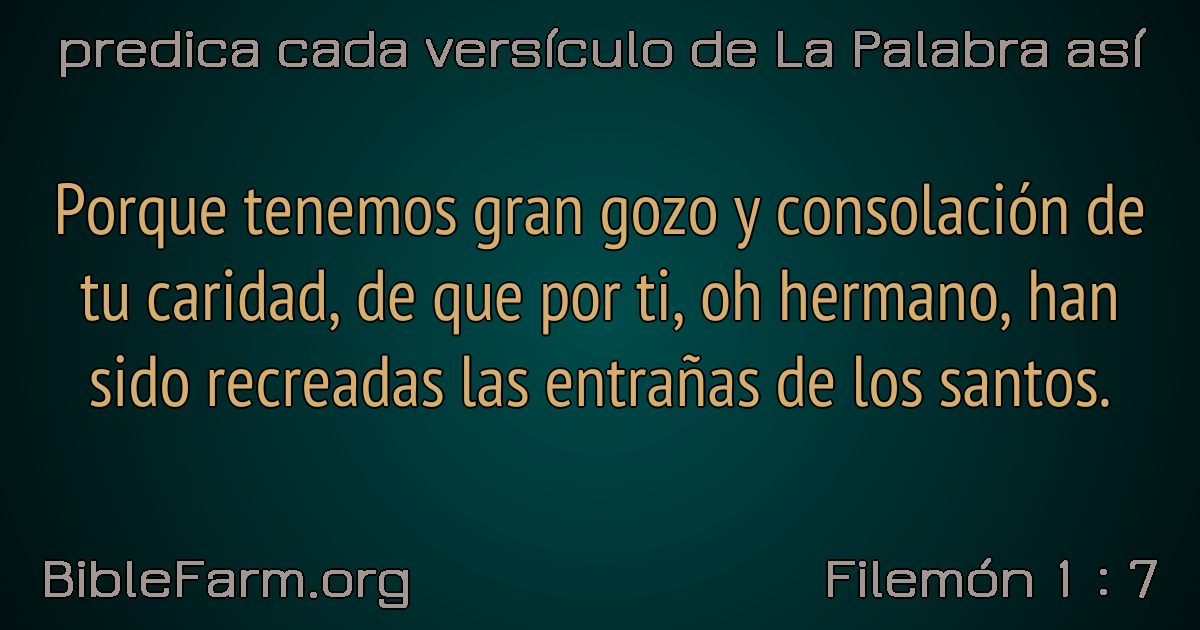 predica cada versículo de La Palabra así
Porque tenemos gran gozo y consolación de
tu caridad, de que por ti, oh hermano, han
sido recreadas las entrañas de los santos.
BibleFarm.org
Filemón 1 : 7